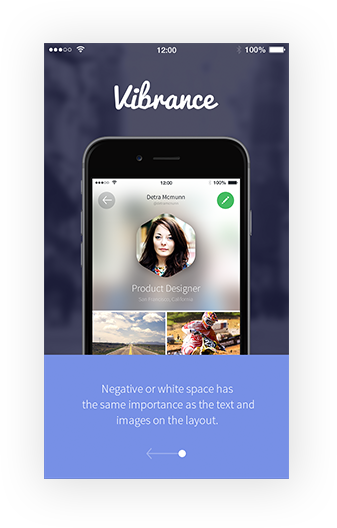 12:00
100%
Vibrance
12:00
100%
Detra Mcmunn
Product Designer
San Francisco, California
Negative or white space has
the same importance as the text and
images on the layout.